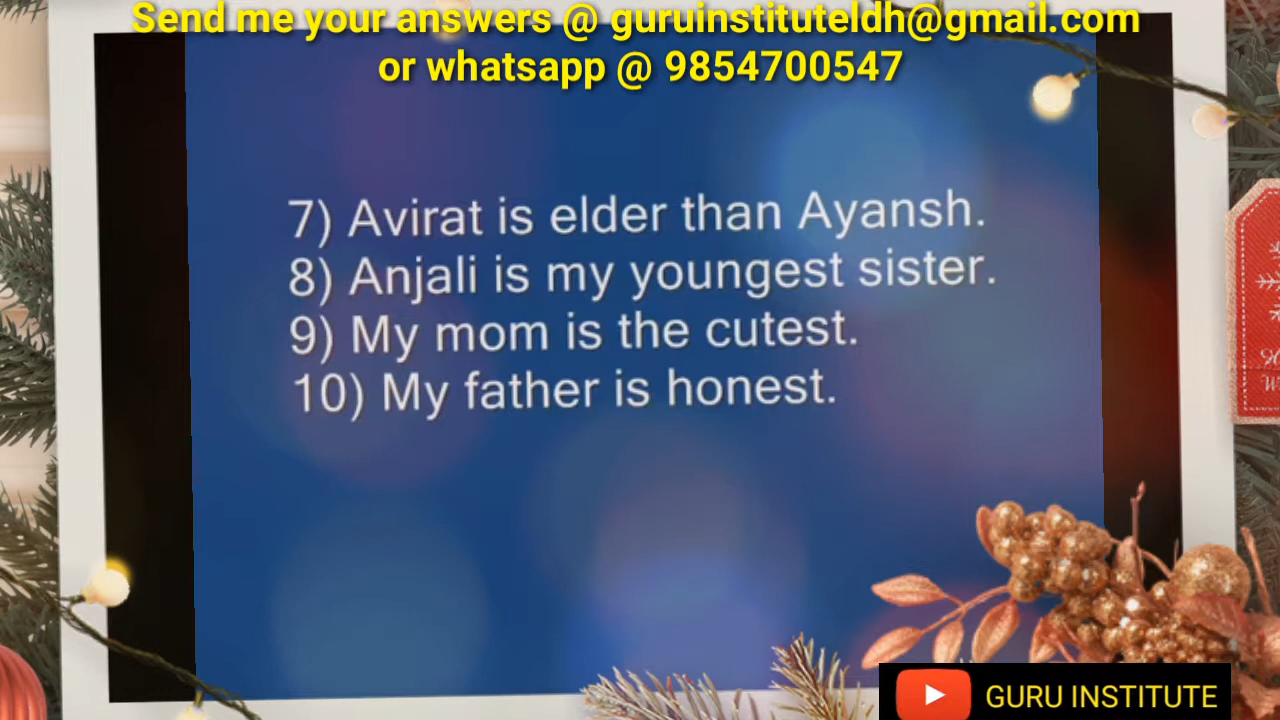 Send me your answers @ guruinstituteldh@gmail.com
or whatsapp @ 9854700547
7) Avirat is elder than Ayansh.
8) Anjali is my youngest sister.
9) My mom is the cutest.
10) My father is honest.
GURU INSTITUTE